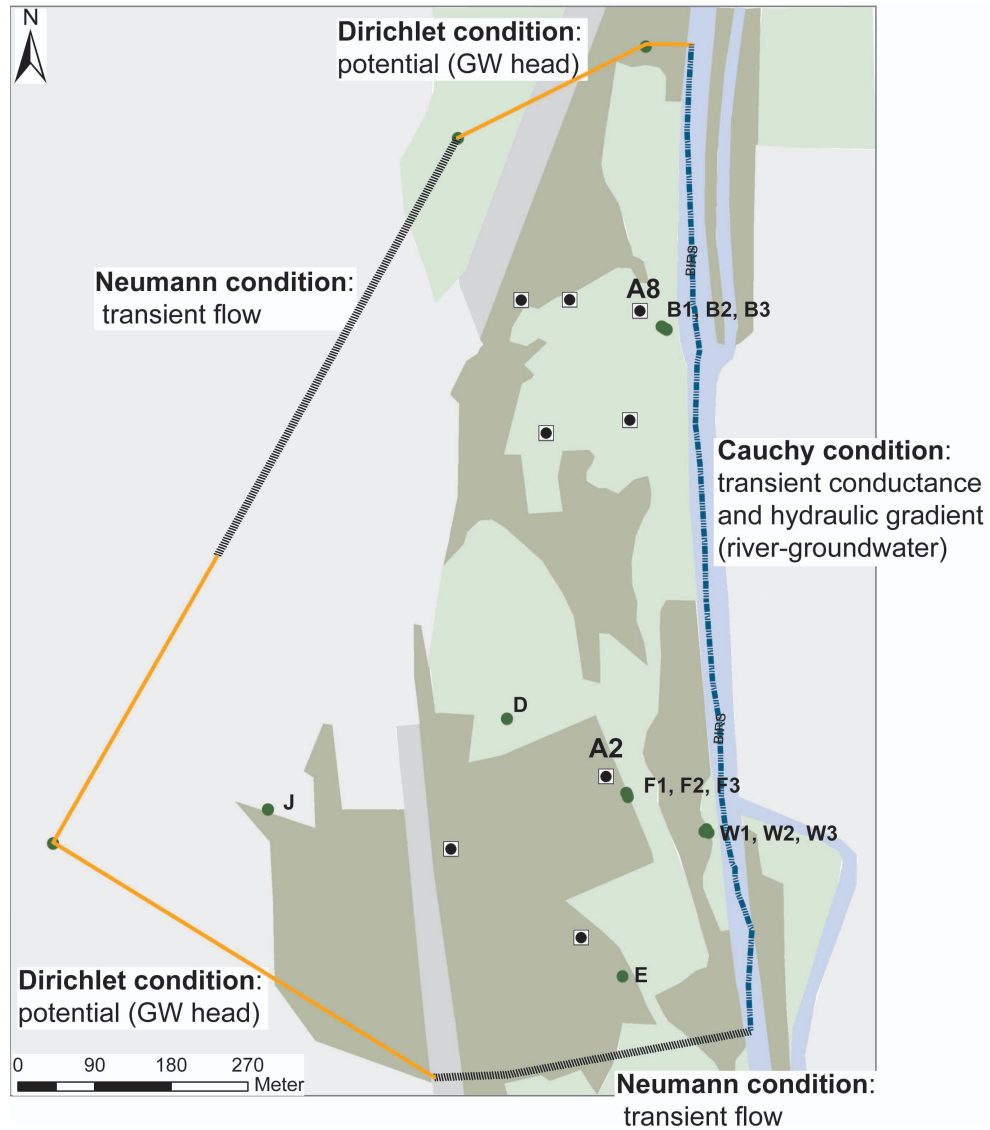 N
Dirichlet condition:
potential (GW head)
Neumann condition:
transient flow
BIRS
A8
B1, B2, B3
Cauchy condition:
transient conductance
and hydraulic gradient
(river-groundwater)
D
BIRS
A2
F1, F2, F3
J
W1, W2, W3
E
Dirichlet condition:
potential (GW head)
0 90 180 270
Meter
Neumann condition:
transient flow